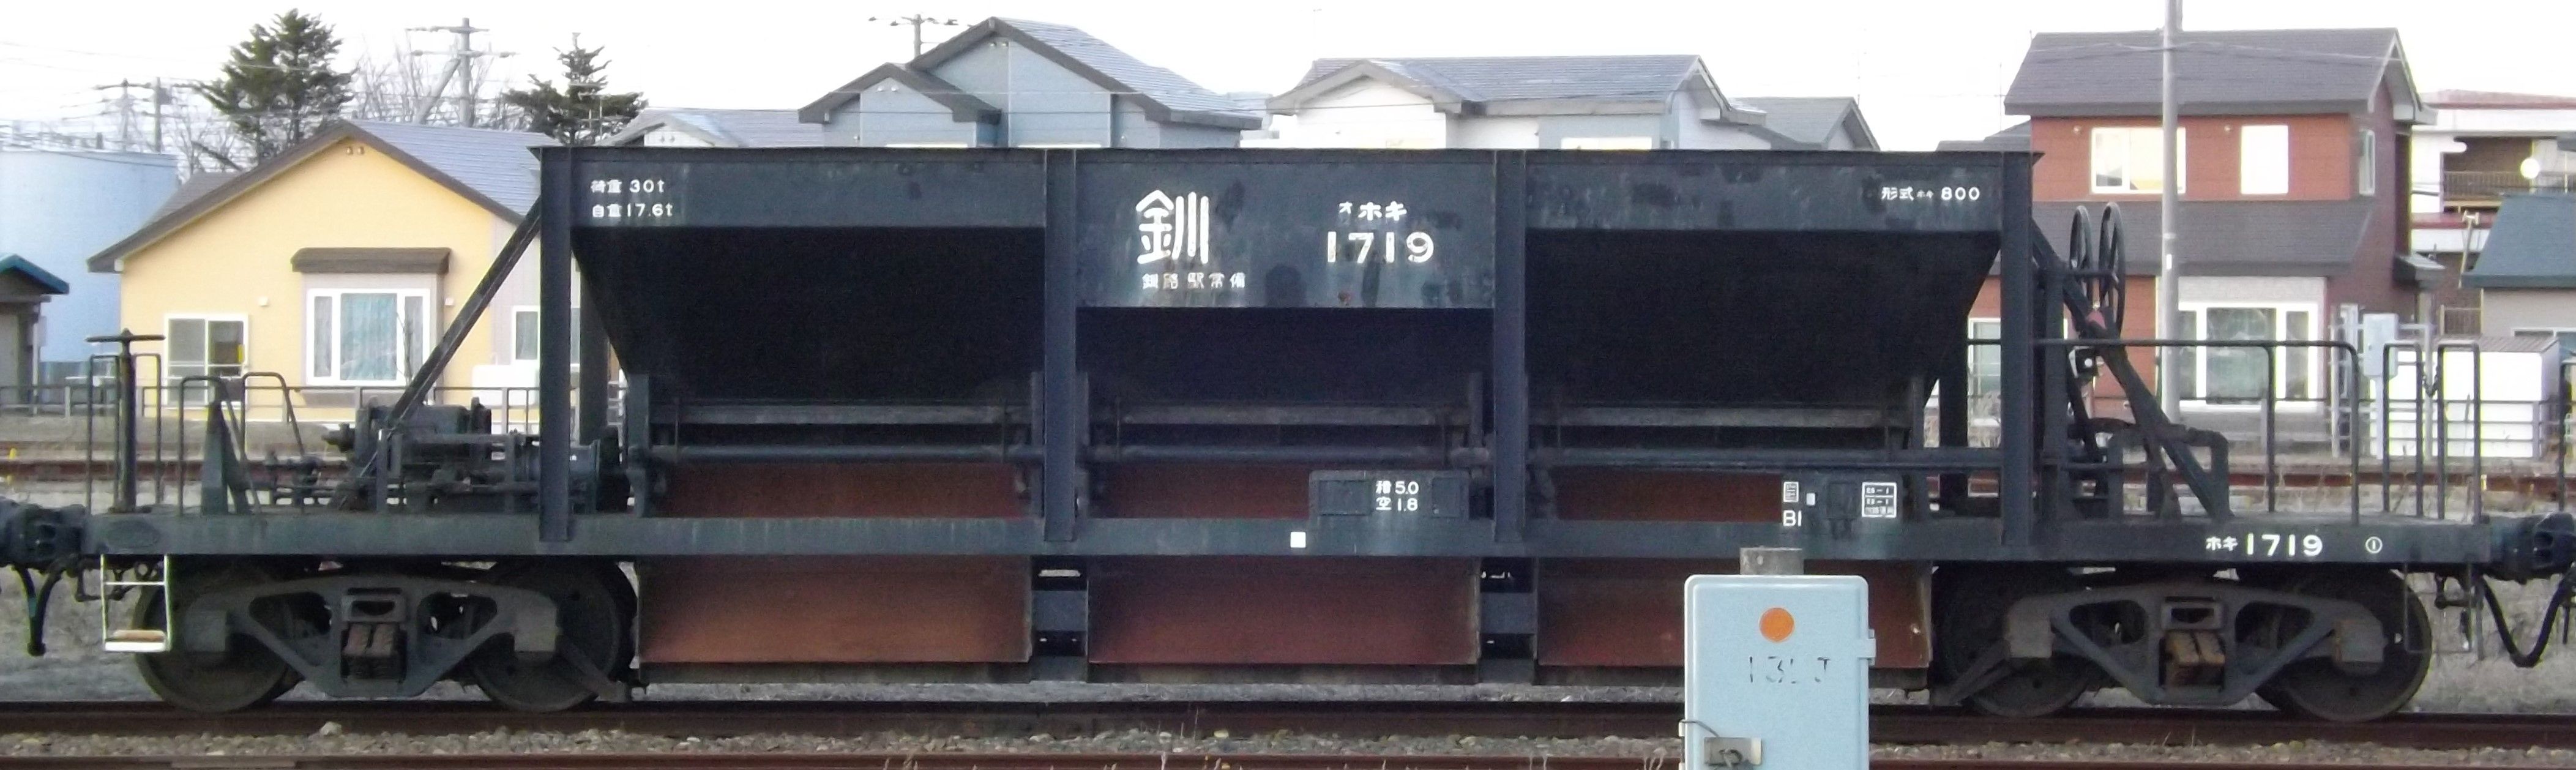 荷重 30t
自重 17.6t
釧
釧路駅常備
オホキ
1719
形式ホキ 800
積 5.0
空 1.8
B1
ホキ 1719 ①